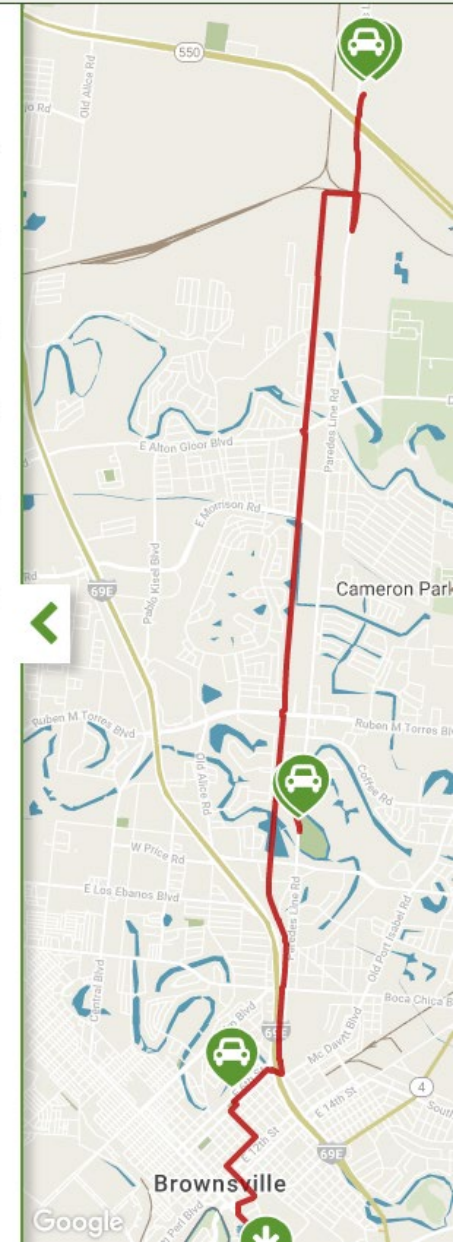 550
Old Alice Rd
E Alton Gloor Blvd
Paredes Line Rd
E Morrison Rd
Pablo Kisel Blvd
69E
Cameron Park
Rd
Ruben M Torres Blvd
Ruben M Torres Blv
Old Alice Rd
Coffee Rd
W Price Rd
E Los Ebanos Blvd
Paredes Line Rd
Old Port Isabel Rd
Central Blvd
Boca Chica B
Blvd
Mc Davitt Blvd
4
E 14th St
South
E 12th St
69E
Brownsville
Perl Blvd
Google